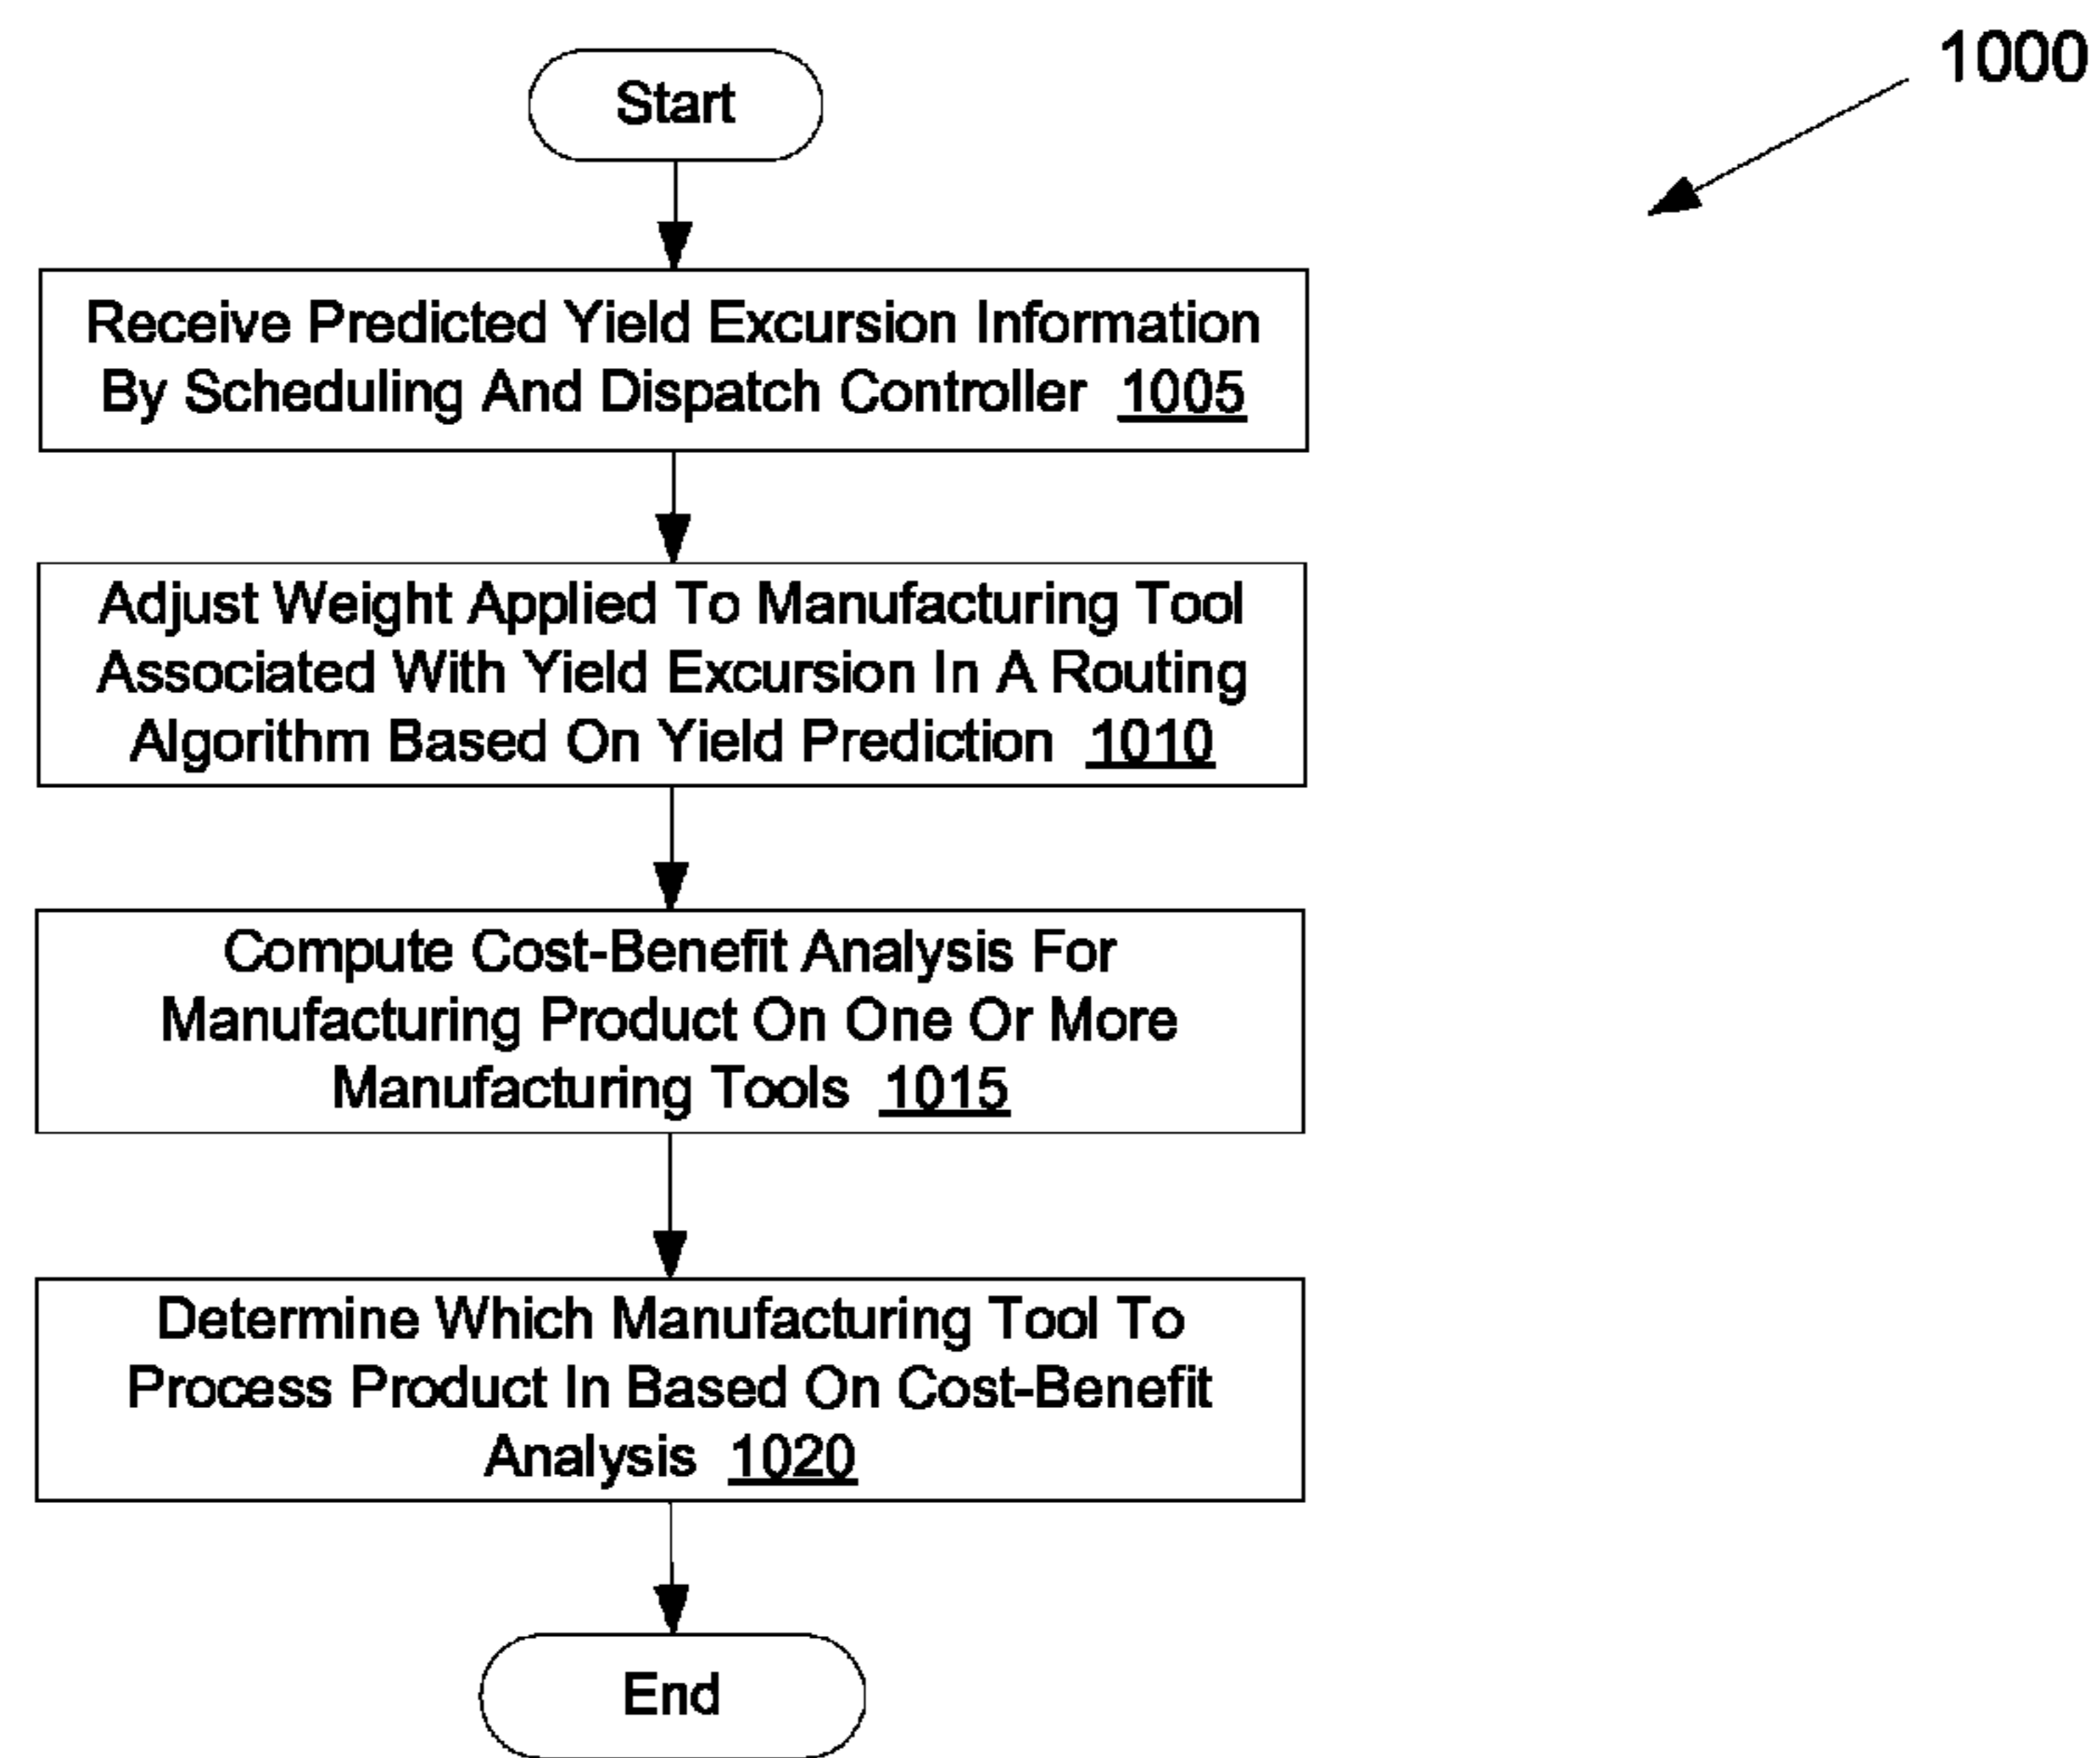 1000
Start
Receive Predicted Yield Excursion Information
By Scheduling And Dispatch Controller 1005
Adjust Weight Applied To Manufacturing Tool
Associated With Yield Excursion In A Routing
Algorithm Based On Yield Prediction 1010
Compute Cost-Benefit Analysis For
Manufacturing Product On One Or More
Manufacturing Tools 1015
Determine Which Manufacturing Tool To
Process Product In Based On Cost-Benefit
Analysis 1020
End